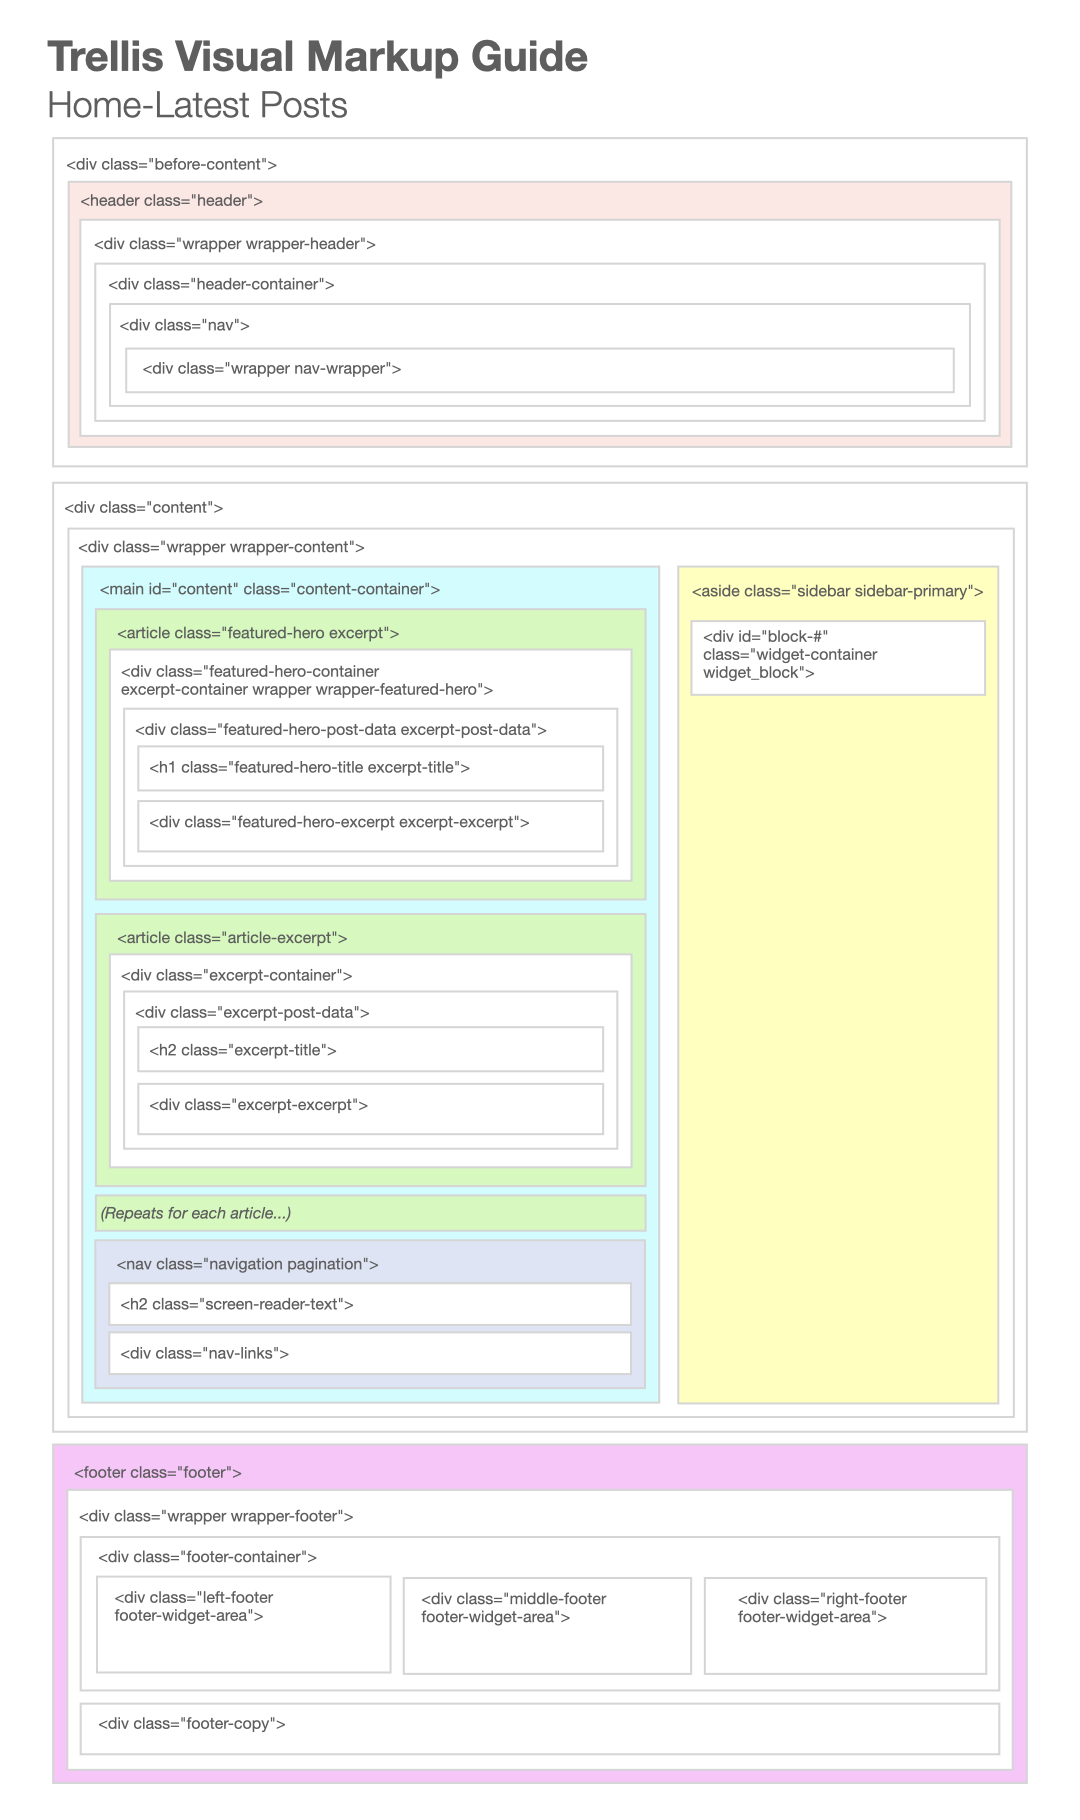 Trellis Visual Markup Guide
Home-Latest Posts
<div class="before-content">
<header class="header">
<div class="wrapper wrapper-header">
<div class="header-container">
<div class="nav">
<div class="wrapper nav-wrapper">
<div class="content">
<div class="wrapper wrapper-content">
<main id="content" class="content-container">
<article class="featured-hero excerpt">
<div class="featured-hero-container
excerpt-container wrapper wrapper-featured-hero">
<div class="featured-hero-post-data excerpt-post-data">
<h1 class="featured-hero-title excerpt-title">
<div class="featured-hero-excerpt excerpt-excerpt">
<article class="article-excerpt">
<div class="excerpt-container">
<div class="excerpt-post-data">
<h2 class="excerpt-title">
<div class="excerpt-excerpt">
(Repeats for each article...)
<nav class="navigation pagination">
<h2 class="screen-reader-text">
<div class="nav-links">
<aside class="sidebar sidebar-primary">
<div id="block-#"
class="widget-container
widget_block">
<footer class="footer">
<div class="wrapper wrapper-footer">
<div class="footer-container">
<div class="left-footer
footer-widget-area">
<div class="middle-footer
footer-widget-area">
<div class="right-footer
footer-widget-area">
<div class="footer-copy">